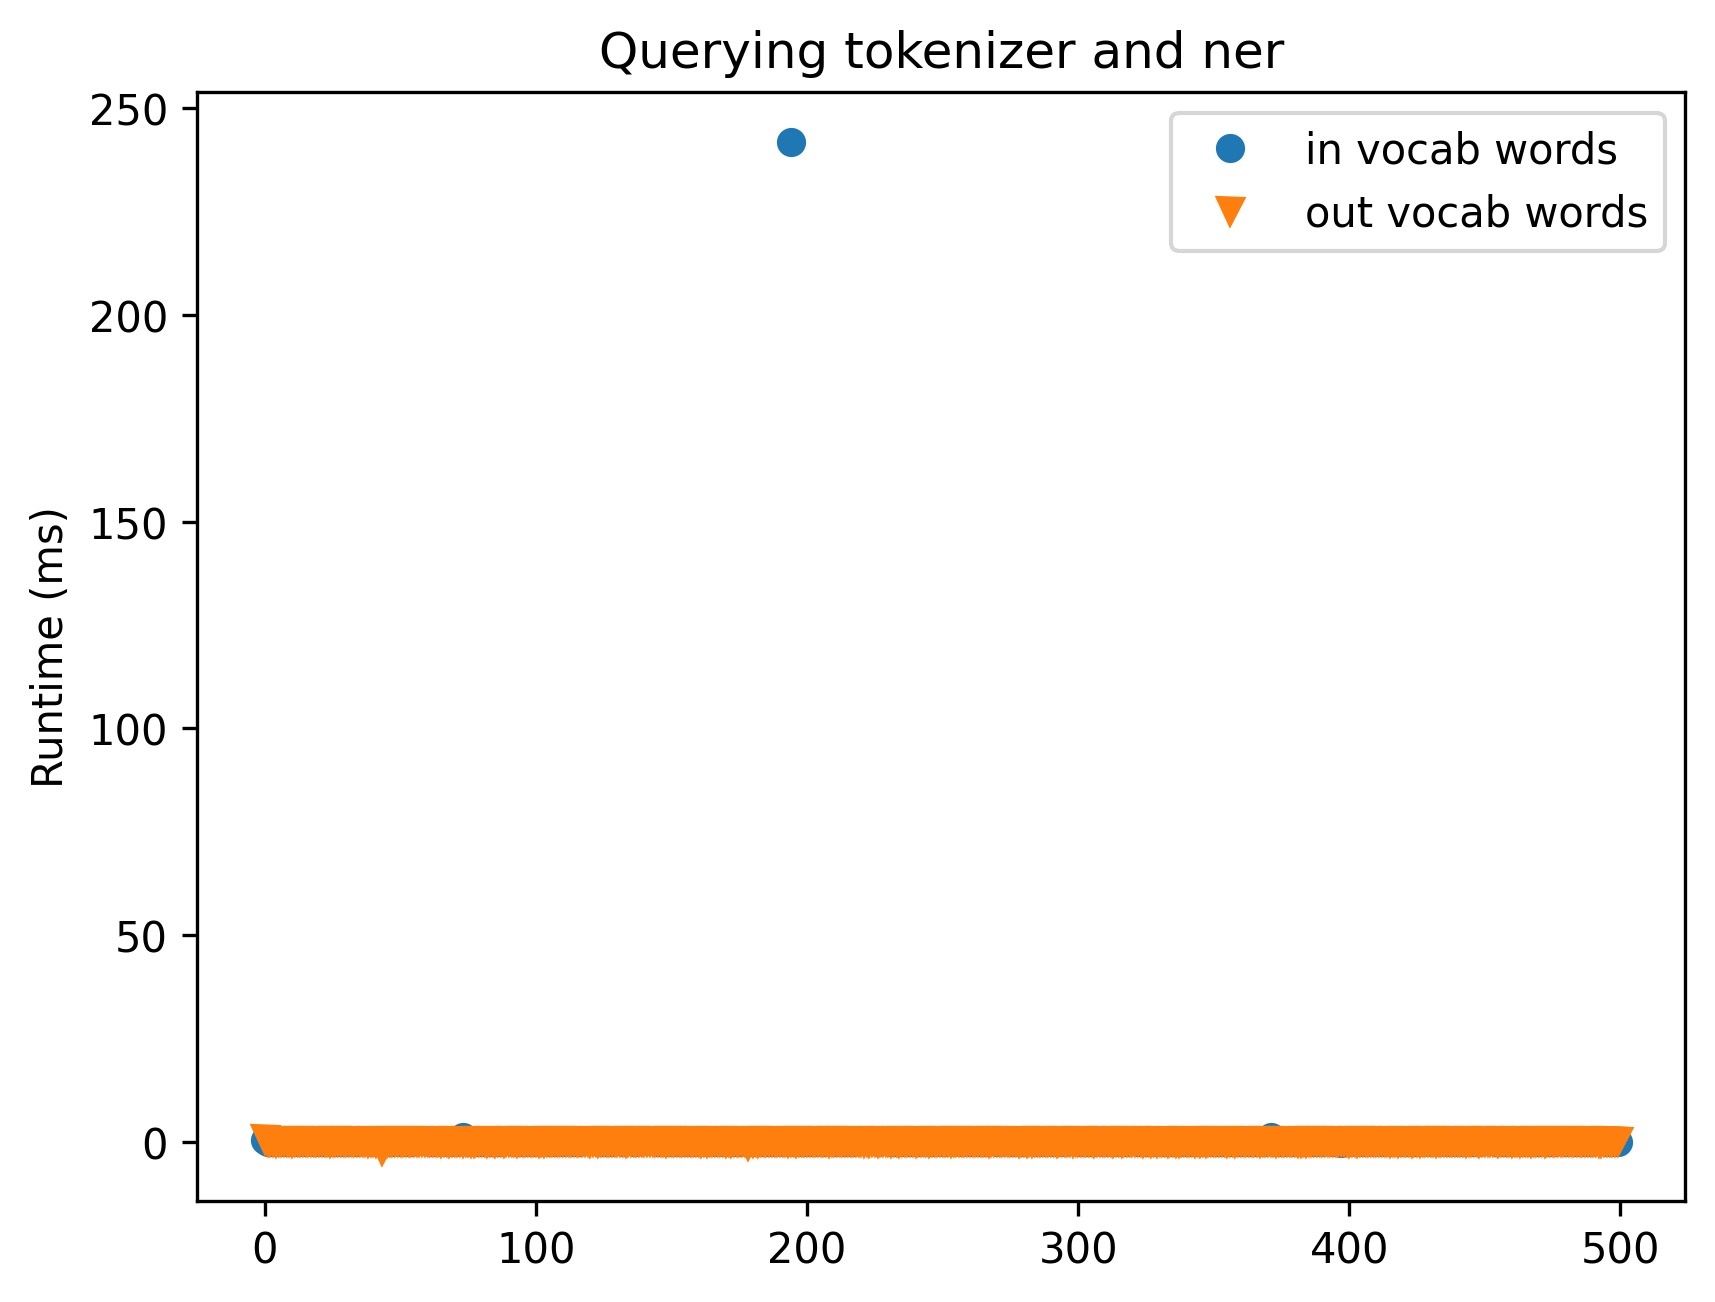 Querying tokenizer and ner
250
200
150
100
50
0
Runtime (ms)
in vocab words
out vocab words
0 100 200 300 400 500